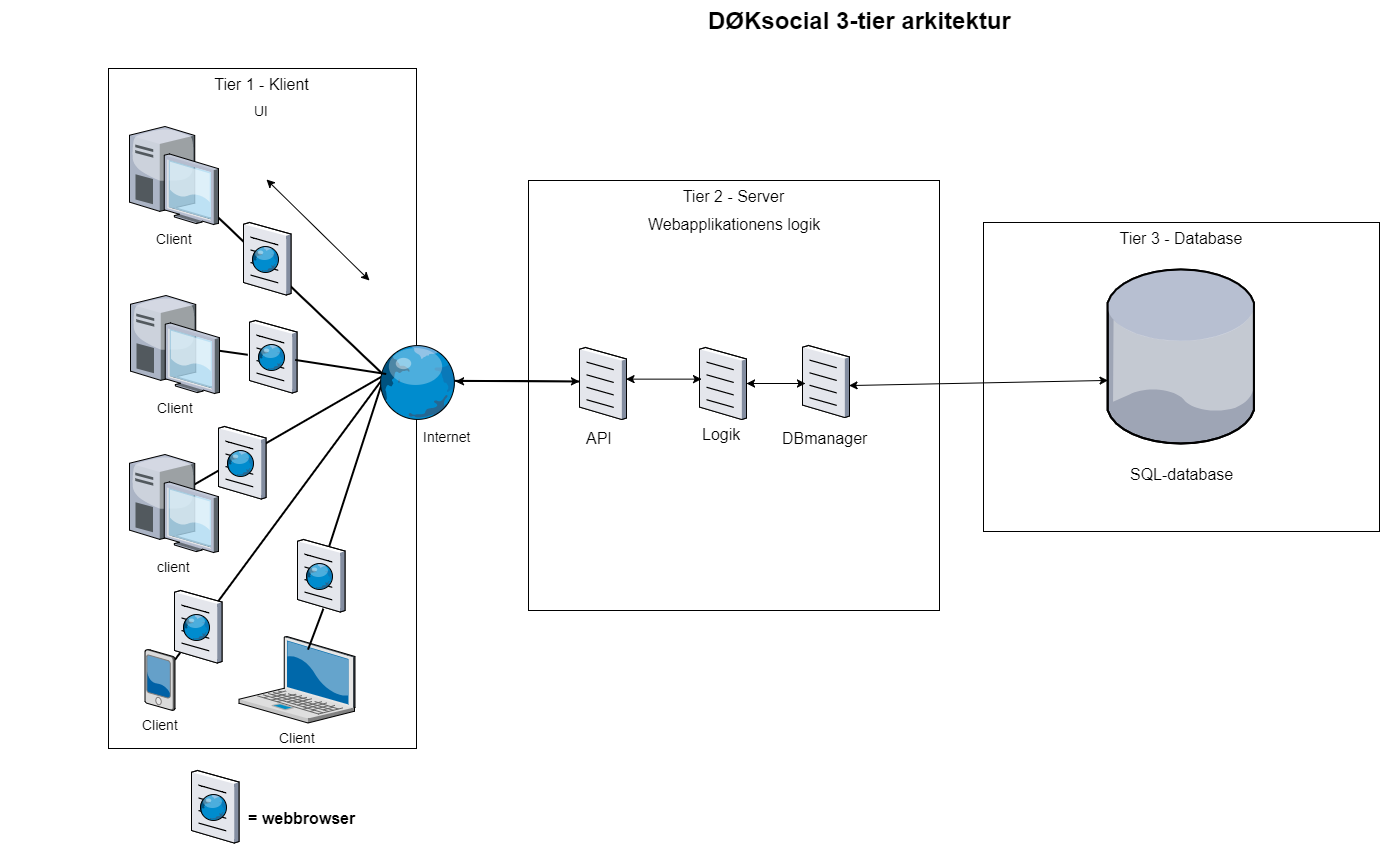 DØKsocial 3-tier arkitektur
Tier 1 - Klient
UI
Client
Client
client
Client
Client
Internet
= webbrowser
Tier 2 - Server
Webapplikationens logik
API
Logik
DBmanager
Tier 3 - Database
SQL-database